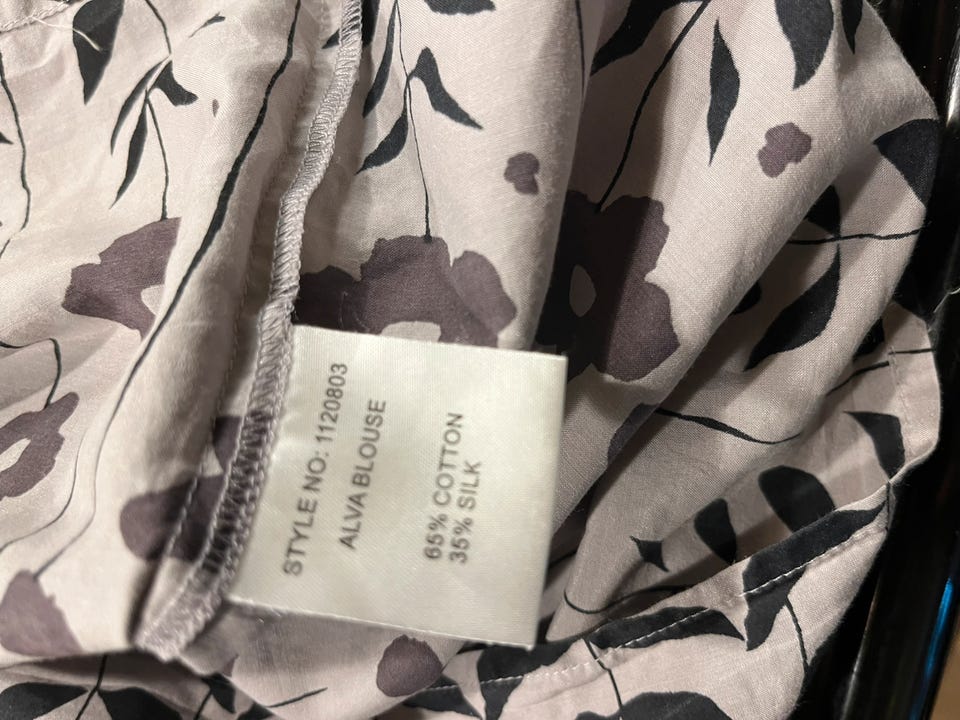 STYLE NO: 1120803
ALVA BLOUSE
65% COTTON
35% SILK